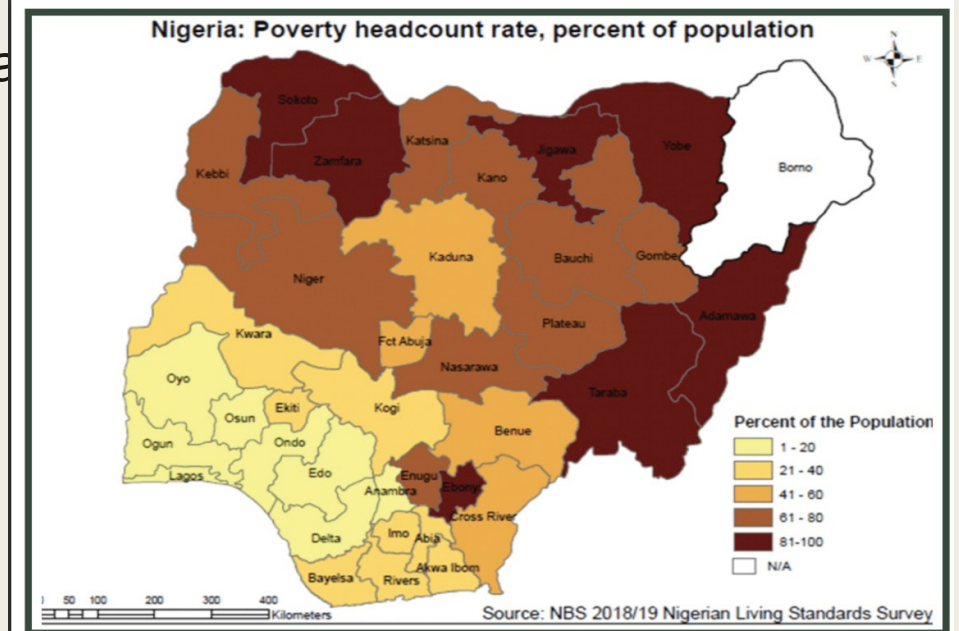 Nigeria: Poverty headcount rate, percent of population
a
N
W
E
Sokoto
Zamfara
Katsina
Jigawa
Yobe
Borno
Kebbi
Kano
Kaduna
Bauchi
Gombe
Niger
Adamawa
Plateau
Kwara
Fct Abuja
Nasarawa
Oyo
Taraba
Ekiti
Kogi
Osun
Benue
Ogun
Ondo
Lagos
Edo
Enugu
Anambra
Ebony
Cross River
Delta
Imo
Abia
Akwa Ibom
Bayelsa
Rivers
Percent of the Population
1 - 20
21 - 40
41 - 60
61 - 80
81-100
N/A
0 50 100 200 300 400
Kilometers
Source: NBS 2018/19 Nigerian Living Standards Survey